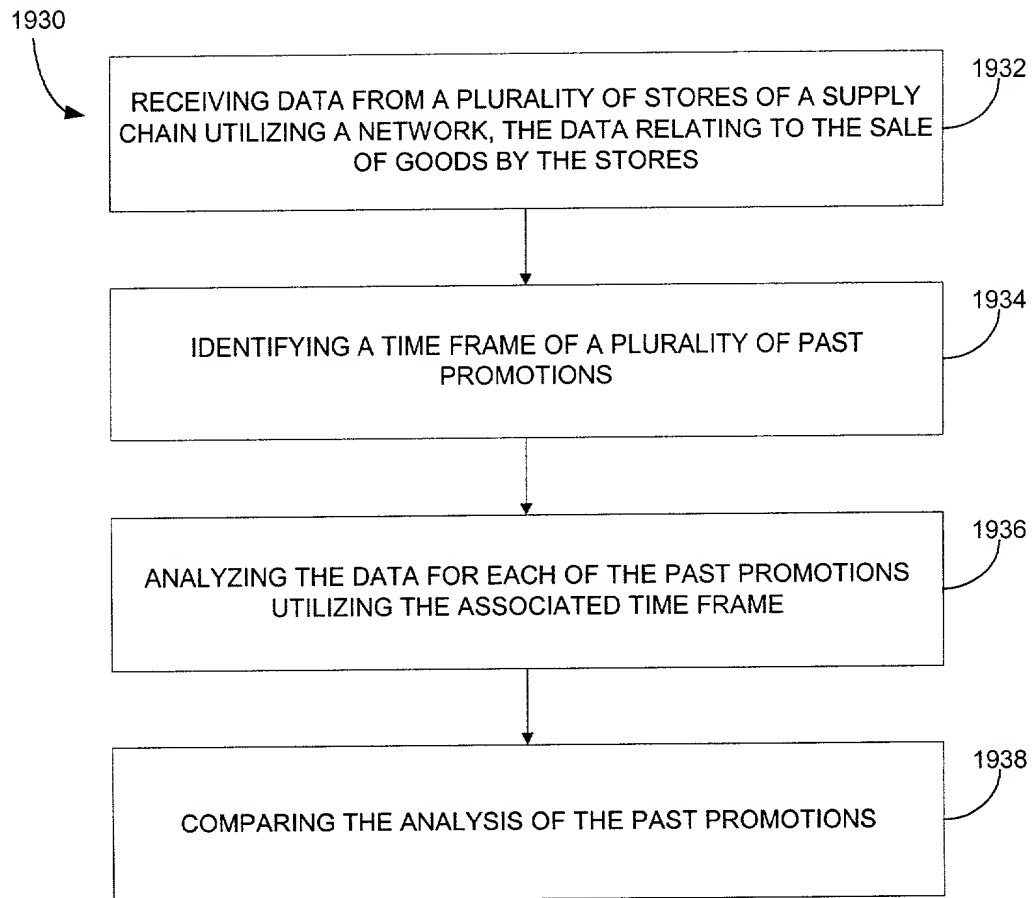 1930
1932
RECEIVING DATA FROM A PLURALITY OF STORES OF A SUPPLY
CHAIN UTILIZING A NETWORK, THE DATA RELATING TO THE SALE
OF GOODS BY THE STORES
1934
IDENTIFYING A TIME FRAME OF A PLURALITY OF PAST
PROMOTIONS
1936
ANALYZING THE DATA FOR EACH OF THE PAST PROMOTIONS
UTILIZING THE ASSOCIATED TIME FRAME
1938
COMPARING THE ANALYSIS OF THE PAST PROMOTIONS